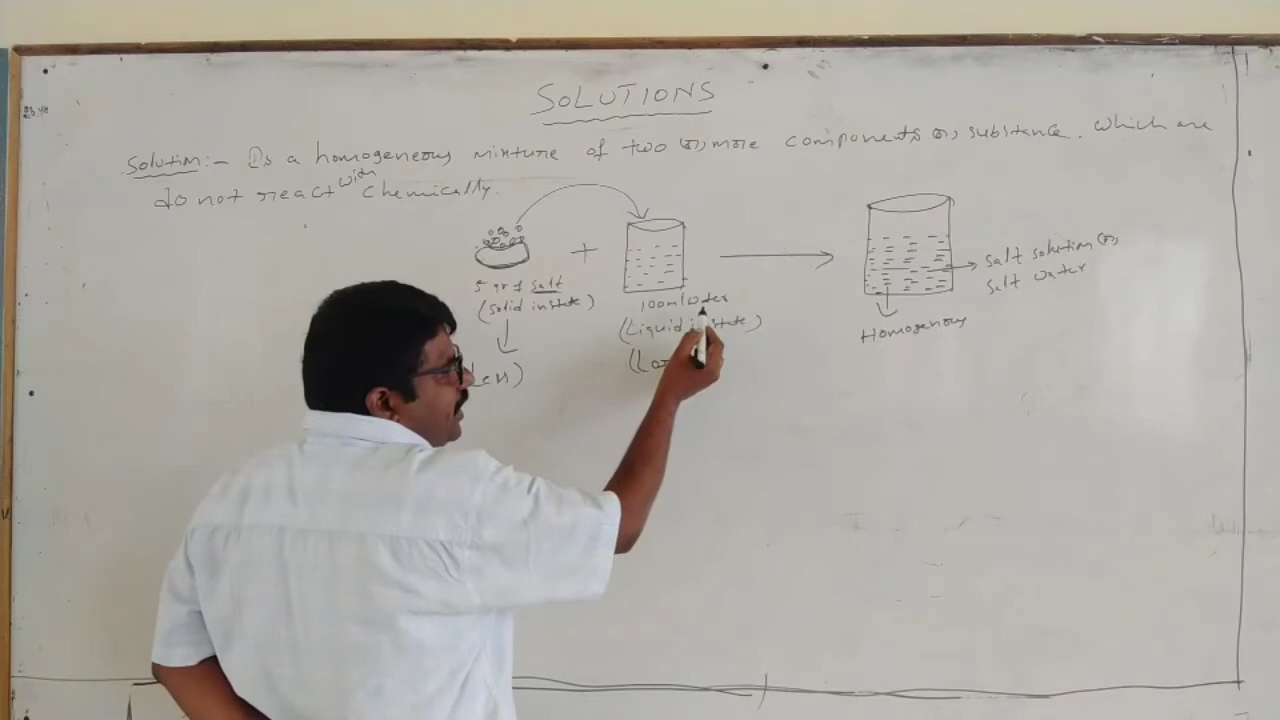 SOLUTIONS
Solution:- Is a homogeneous mixture of two (or) more components (or) substance. Which are
do not react with chemically.
5 gr of salt
(solid in state)
100ml water
(Liquid in state)
Salt solution (or)
Salt water
Homogenous